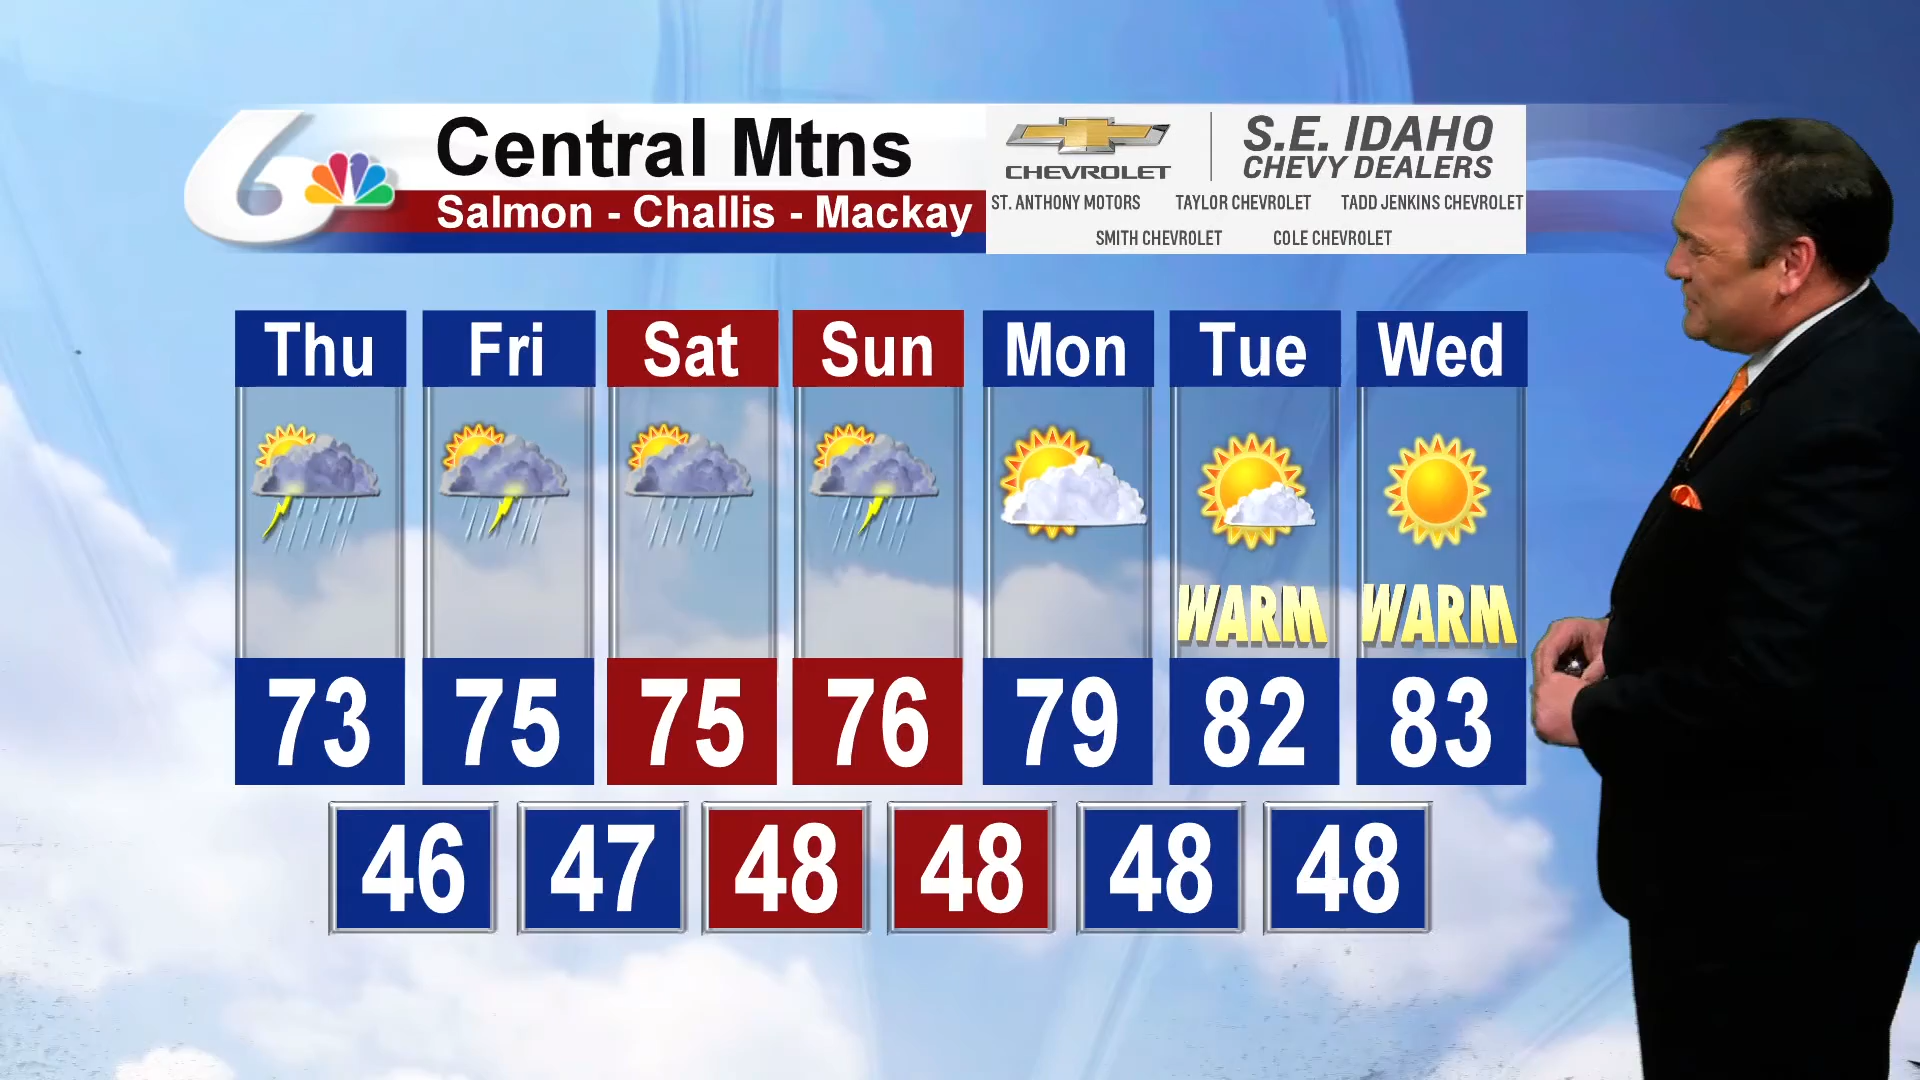 6
Central Mtns
Salmon - Challis - Mackay
CHEVROLET
S.E. IDAHO
CHEVY DEALERS
ST. ANTHONY MOTORS TAYLOR CHEVROLET TADD JENKINS CHEVROLET
SMITH CHEVROLET COLE CHEVROLET
Thu Fri Sat Sun Mon Tue Wed
WARM WARM
73 75 75 76 79 82 83
46 47 48 48 48 48